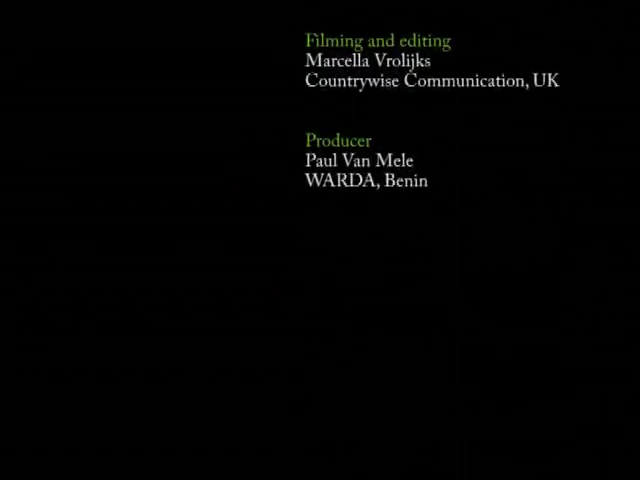 Filming and editing
Marcella Vrolijks
Countrywise Communication, UK
Producer
Paul Van Mele
WARDA, Benin